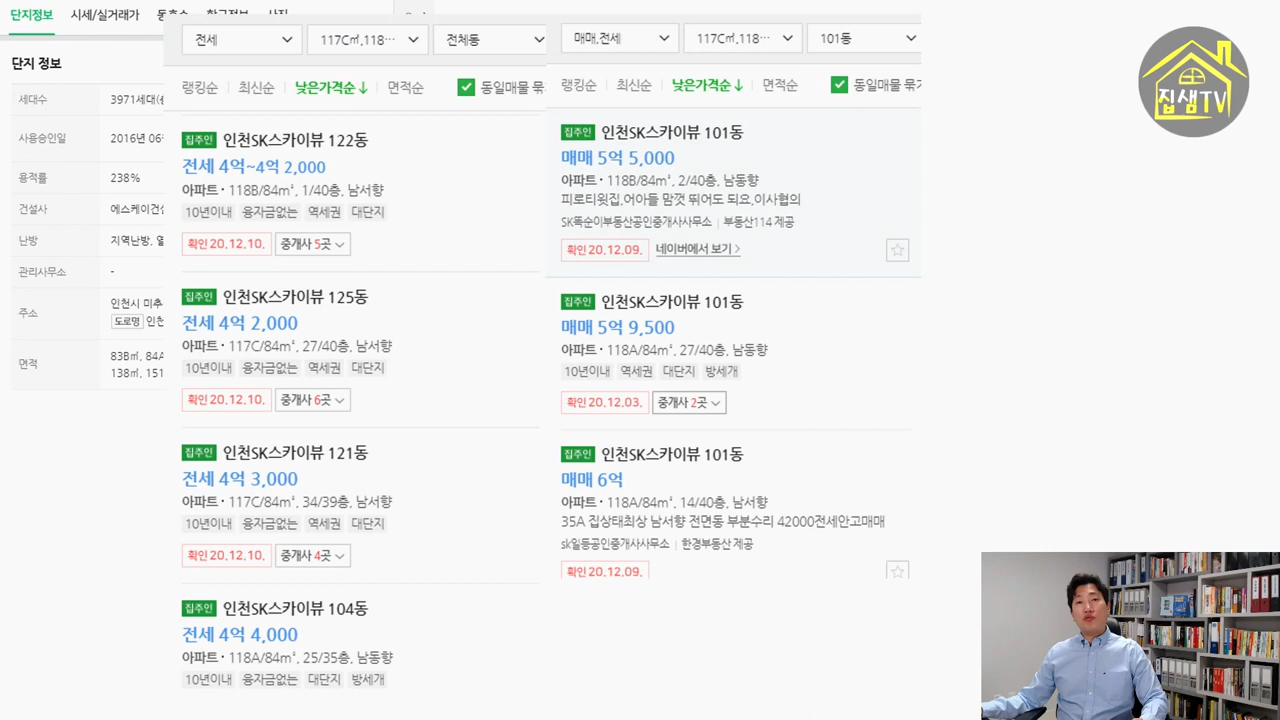 단지정보 시세/실거래가
단지 정보
세대수 3971세대
사용승인일 2016년 06
용적률 238%
건설사 에스케이건
난방 지역난방,
관리사무소 -
주소 인천시 미추
도로명 인천
면적 83B㎡, 84A
138㎡, 151
전세 117C㎡,118··· 전체동
랭킹순 최신순 낮은가격순↓ 면적순 동일매물 묶
집주인 인천SK스카이뷰 122동
전세 4억~4억 2,000
아파트 · 118B/84m², 1/40층, 남서향
10년이내 융자금없는 역세권 대단지
확인 20.12.10. 중개사 5곳
집주인 인천SK스카이뷰 125동
전세 4억 2,000
아파트 · 117C/84m², 27/40층, 남서향
10년이내 융자금없는 역세권 대단지
확인 20.12.10. 중개사 6곳
집주인 인천SK스카이뷰 121동
전세 4억 3,000
아파트 · 117C/84m², 34/39층, 남서향
10년이내 융자금없는 역세권 대단지
확인 20.12.10. 중개사 4곳
집주인 인천SK스카이뷰 104동
전세 4억 4,000
아파트 · 118A/84m², 25/35층, 남동향
10년이내 융자금없는 대단지 방세개
매매,전세 117C㎡,118··· 101동
랭킹순 최신순 낮은가격순↓ 면적순 동일매물 묶기
집주인 인천SK스카이뷰 101동
매매 5억 5,000
아파트 · 118B/84m², 2/40층, 남동향
피로티윗집,어아들 맘껏 뛰어도 되요,이사협의
SK똑순이부동산공인중개사사무소 | 부동산114 제공
확인 20.12.09. 네이버에서 보기 >
집주인 인천SK스카이뷰 101동
매매 5억 9,500
아파트 · 118A/84m², 27/40층, 남동향
10년이내 역세권 대단지 방세개
확인 20.12.03. 중개사 2곳
집주인 인천SK스카이뷰 101동
매매 6억
아파트 · 118A/84m², 14/40층, 남서향
35A 집상태최상 남서향 전면동 부분수리 42000전세안고매매
sk일등공인중개사사무소 | 한경부동산 제공
확인 20.12.09.
집샘TV